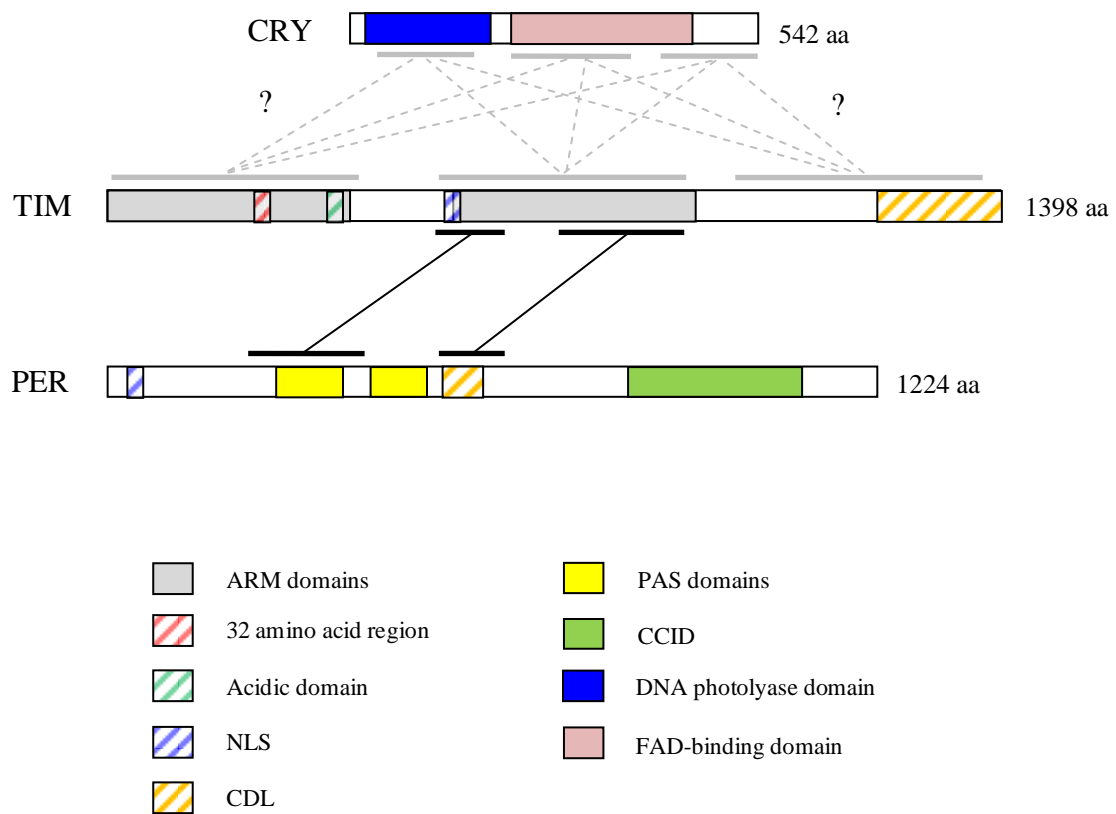 CRY
542 aa
?
?
TIM
1398 aa
PER
1224 aa
ARM domains
32 amino acid region
Acidic domain
NLS
CDL
PAS domains
CCID
DNA photolyase domain
FAD-binding domain